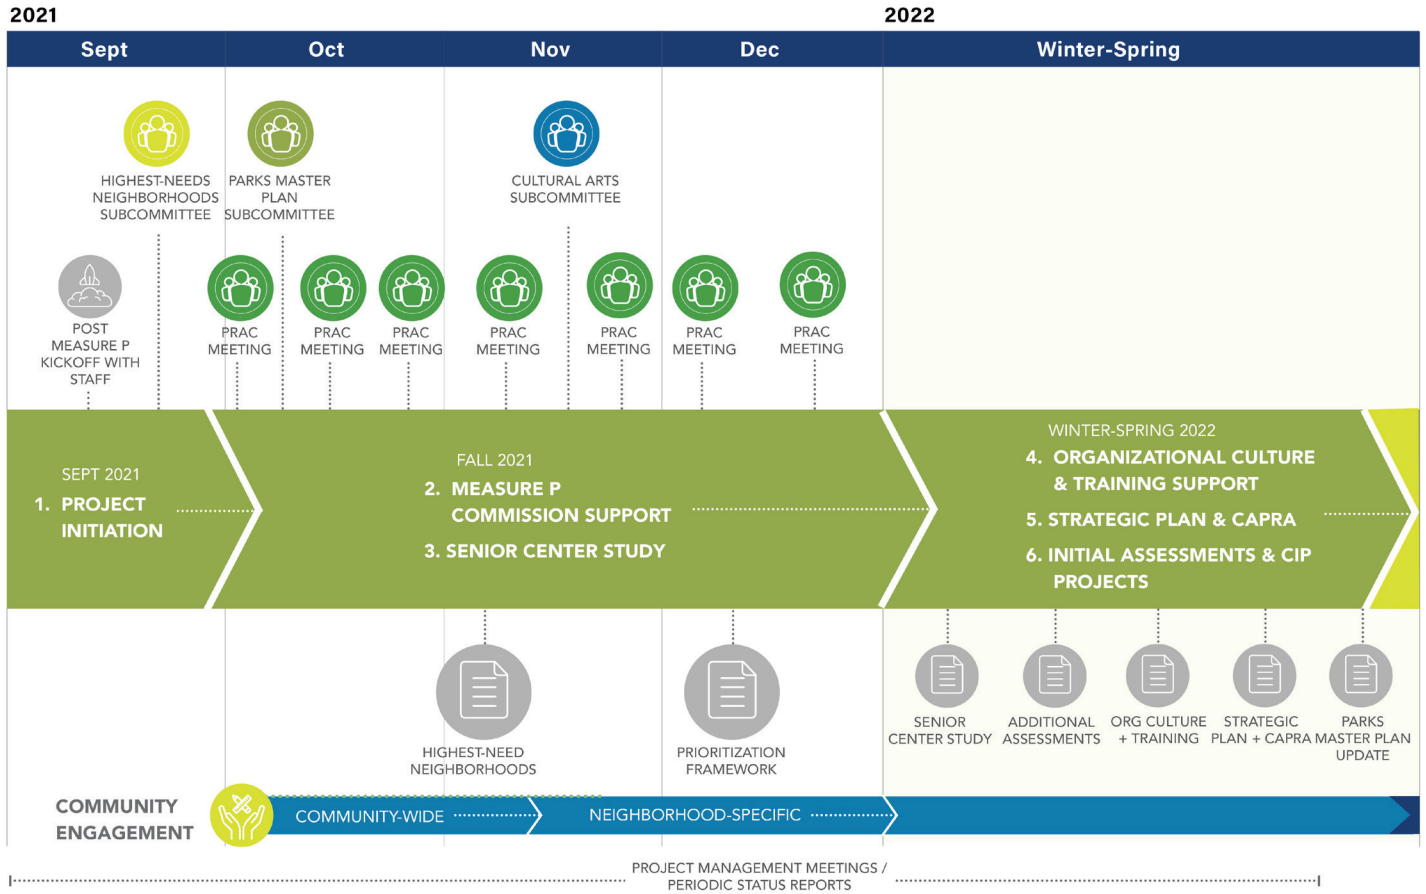 2021
2022
Sept
Oct
Nov
Dec
Winter-Spring
HIGHEST-NEEDS
NEIGHBORHOODS
SUBCOMMITTEE
PARKS MASTER
PLAN
SUBCOMMITTEE
CULTURAL ARTS
SUBCOMMITTEE
POST
MEASURE P
KICKOFF WITH
STAFF
PRAC
MEETING
PRAC
MEETING
PRAC
MEETING
PRAC
MEETING
PRAC
MEETING
PRAC
MEETING
PRAC
MEETING
SEPT 2021
1. PROJECT
INITIATION
FALL 2021
2. MEASURE P
COMMISSION SUPPORT
3. SENIOR CENTER STUDY
WINTER-SPRING 2022
4. ORGANIZATIONAL CULTURE
& TRAINING SUPPORT
5. STRATEGIC PLAN & CAPRA
6. INITIAL ASSESSMENTS & CIP
PROJECTS
HIGHEST-NEED
NEIGHBORHOODS
PRIORITIZATION
FRAMEWORK
SENIOR
CENTER STUDY
ADDITIONAL
ASSESSMENTS
ORG CULTURE
+ TRAINING
STRATEGIC
PLAN + CAPRA
PARKS
MASTER PLAN
UPDATE
COMMUNITY
ENGAGEMENT
COMMUNITY-WIDE
NEIGHBORHOOD-SPECIFIC
PROJECT MANAGEMENT MEETINGS /
PERIODIC STATUS REPORTS